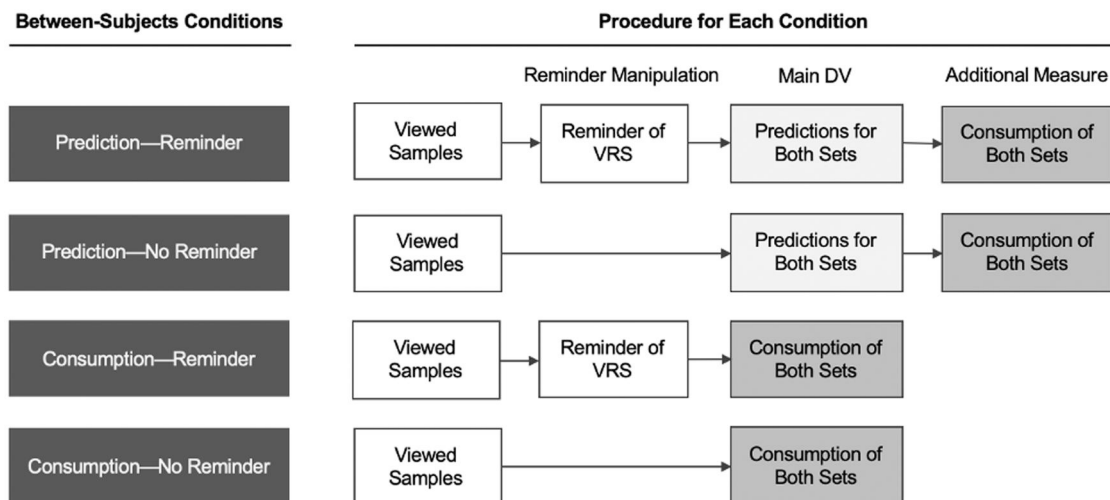 Between-Subjects Conditions
Procedure for Each Condition
Reminder Manipulation
Main DV
Additional Measure
Prediction—Reminder
Viewed
Samples
Reminder of
VRS
Predictions for
Both Sets
Consumption of
Both Sets
Prediction—No Reminder
Viewed
Samples
Predictions for
Both Sets
Consumption of
Both Sets
Consumption—Reminder
Viewed
Samples
Reminder of
VRS
Consumption of
Both Sets
Consumption—No Reminder
Viewed
Samples
Consumption of
Both Sets